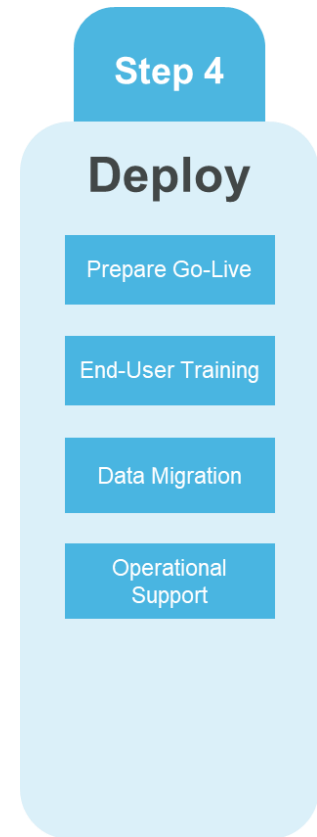 Step 4
Deploy
Prepare Go-Live
End-User Training
Data Migration
Operational
Support